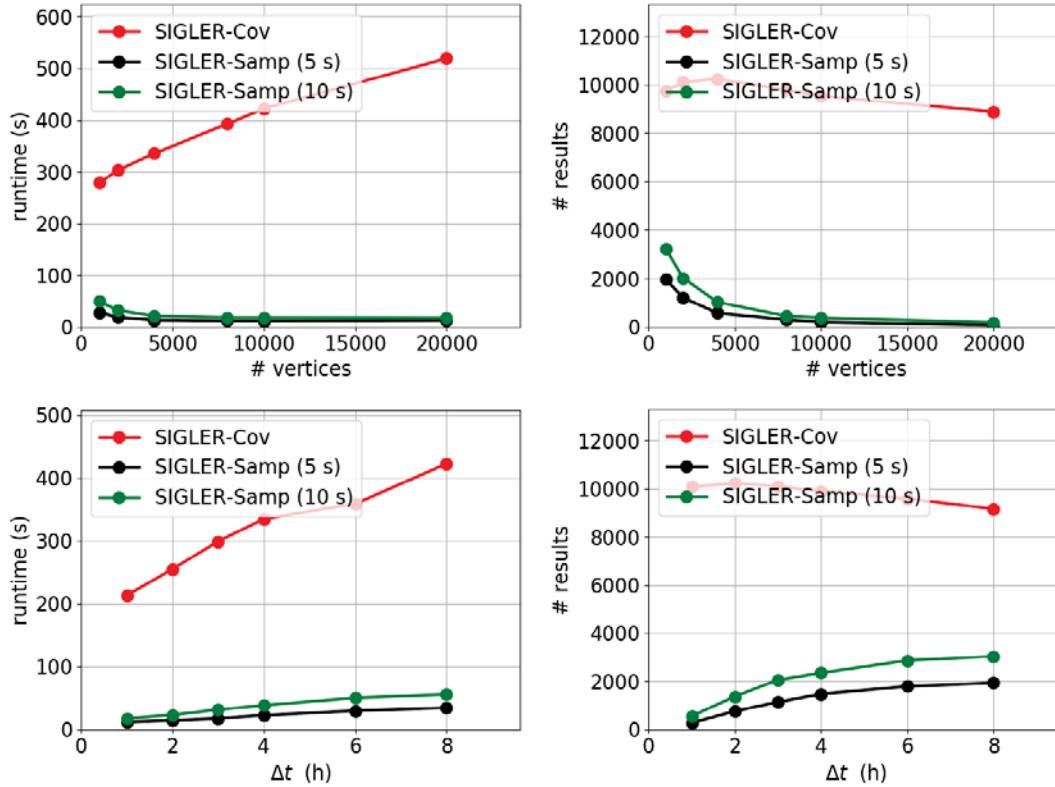 600
500
400
300
200
100
0
runtime (s)
SIGLER-Cov
SIGLER-Samp (5 s)
SIGLER-Samp (10 s)
0 5000 10000 15000 20000
# vertices
12000
10000
8000
6000
4000
2000
0
# results
SIGLER-Cov
SIGLER-Samp (5 s)
SIGLER-Samp (10 s)
0 5000 10000 15000 20000
# vertices
500
400
300
200
100
0
runtime (s)
SIGLER-Cov
SIGLER-Samp (5 s)
SIGLER-Samp (10 s)
0 2 4 6 8
Δt (h)
12000
10000
8000
6000
4000
2000
0
# results
SIGLER-Cov
SIGLER-Samp (5 s)
SIGLER-Samp (10 s)
0 2 4 6 8
Δt (h)